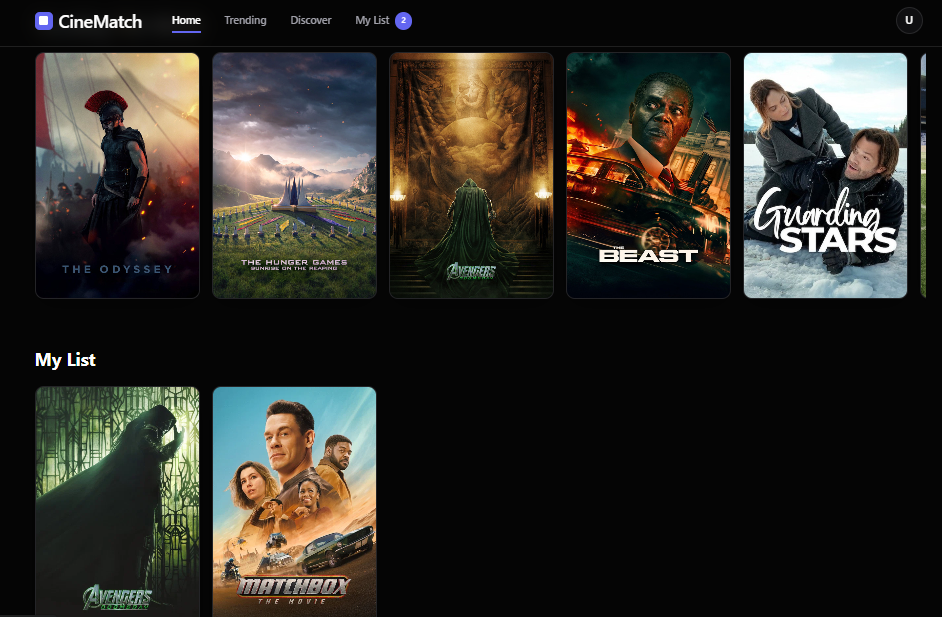 CineMatch
Home
Trending
Discover
My List
2
U
THE ODYSSEY
THE HUNGER GAMES
SUNRISE ON THE REAPING
AVENGERS
THE
BEAST
Guarding
STARS
My List
AVENGERS
MATCHBOX
THE MOVIE